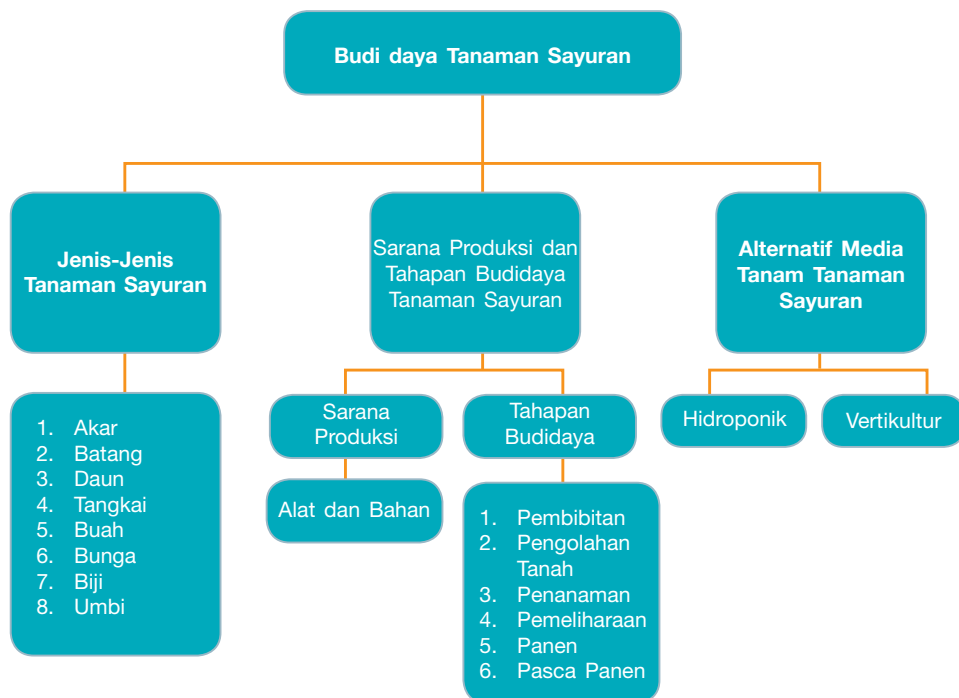 Budi daya Tanaman Sayuran
Jenis-Jenis
Tanaman Sayuran
1. Akar
2. Batang
3. Daun
4. Tangkai
5. Buah
6. Bunga
7. Biji
8. Umbi
Sarana Produksi dan
Tahapan Budidaya
Tanaman Sayuran
Sarana
Produksi
Alat dan Bahan
Tahapan
Budidaya
1. Pembibitan
2. Pengolahan
Tanah
3. Penanaman
4. Pemeliharaan
5. Panen
6. Pasca Panen
Alternatif Media
Tanam Tanaman
Sayuran
Hidroponik
Vertikultur